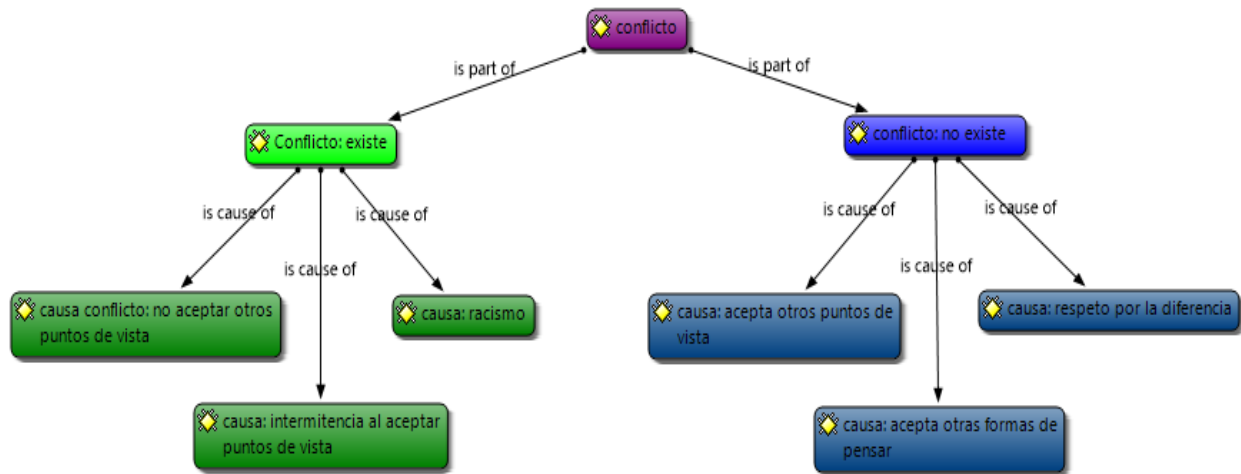 conflicto
is part of
is part of
Conflicto: existe
conflicto: no existe
is cause of
is cause of
is cause of
is cause of
is cause of
is cause of
causa conflicto: no aceptar otros
puntos de vista
causa: racismo
causa: acepta otros puntos de
vista
causa: respeto por la diferencia
causa: intermitencia al aceptar
puntos de vista
causa: acepta otras formas de
pensar